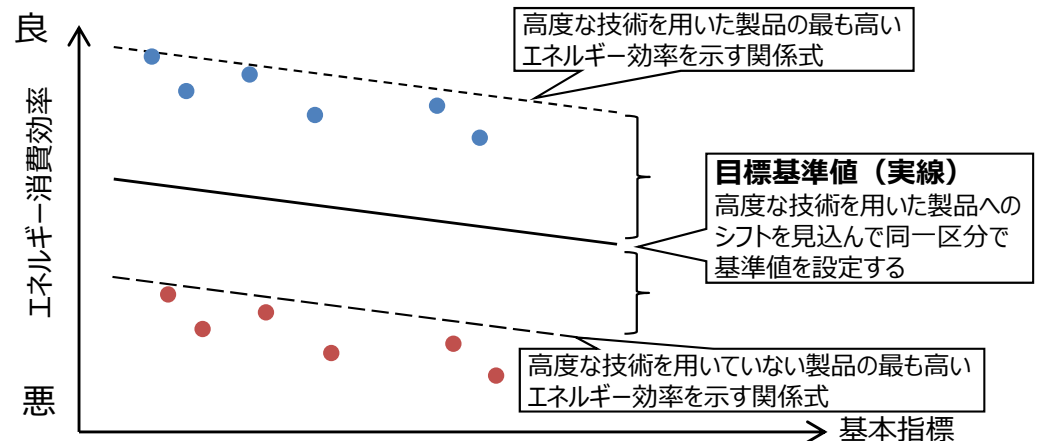 良
エネルギー消費効率
悪
高度な技術を用いた製品の最も高い
エネルギー効率を示す関係式
目標基準値（実線）
高度な技術を用いた製品への
シフトを見込んで同一区分で
基準値を設定する
高度な技術を用いていない製品の最も高い
エネルギー効率を示す関係式
基本指標